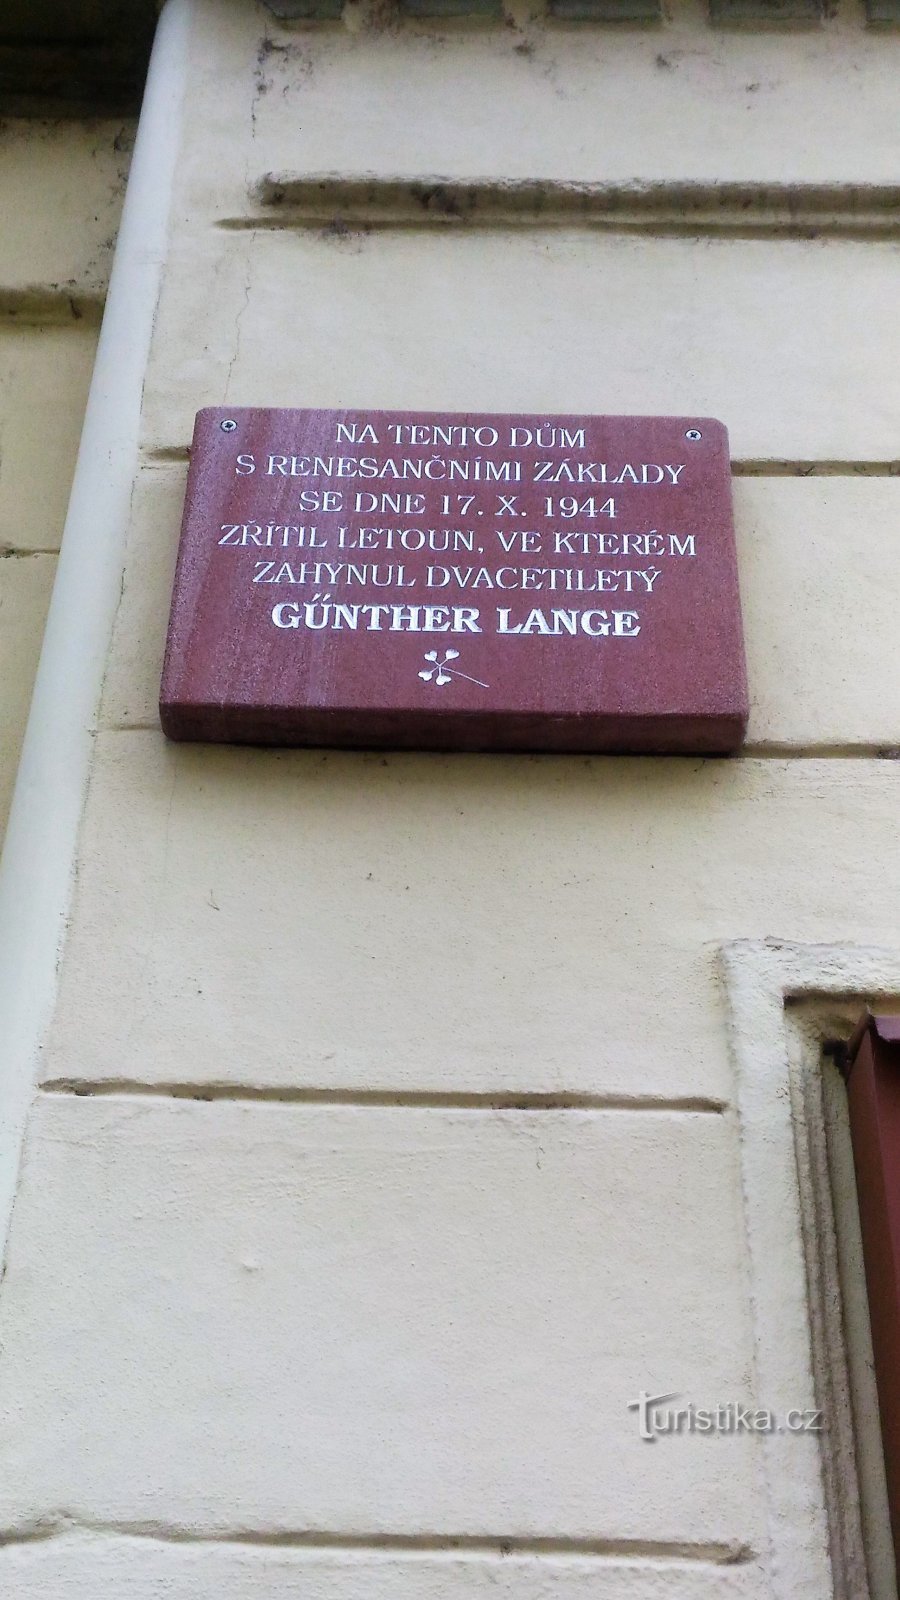 NA TENTO DŮM
S RENESANČNÍMI ZÁKLADY
SE DNE 17. X. 1944
ZŘÍTIL LETOUN, VE KTERÉM
ZAHYNUL DVACETILETÝ
GŰNTHER LANGE
Turistika.cz